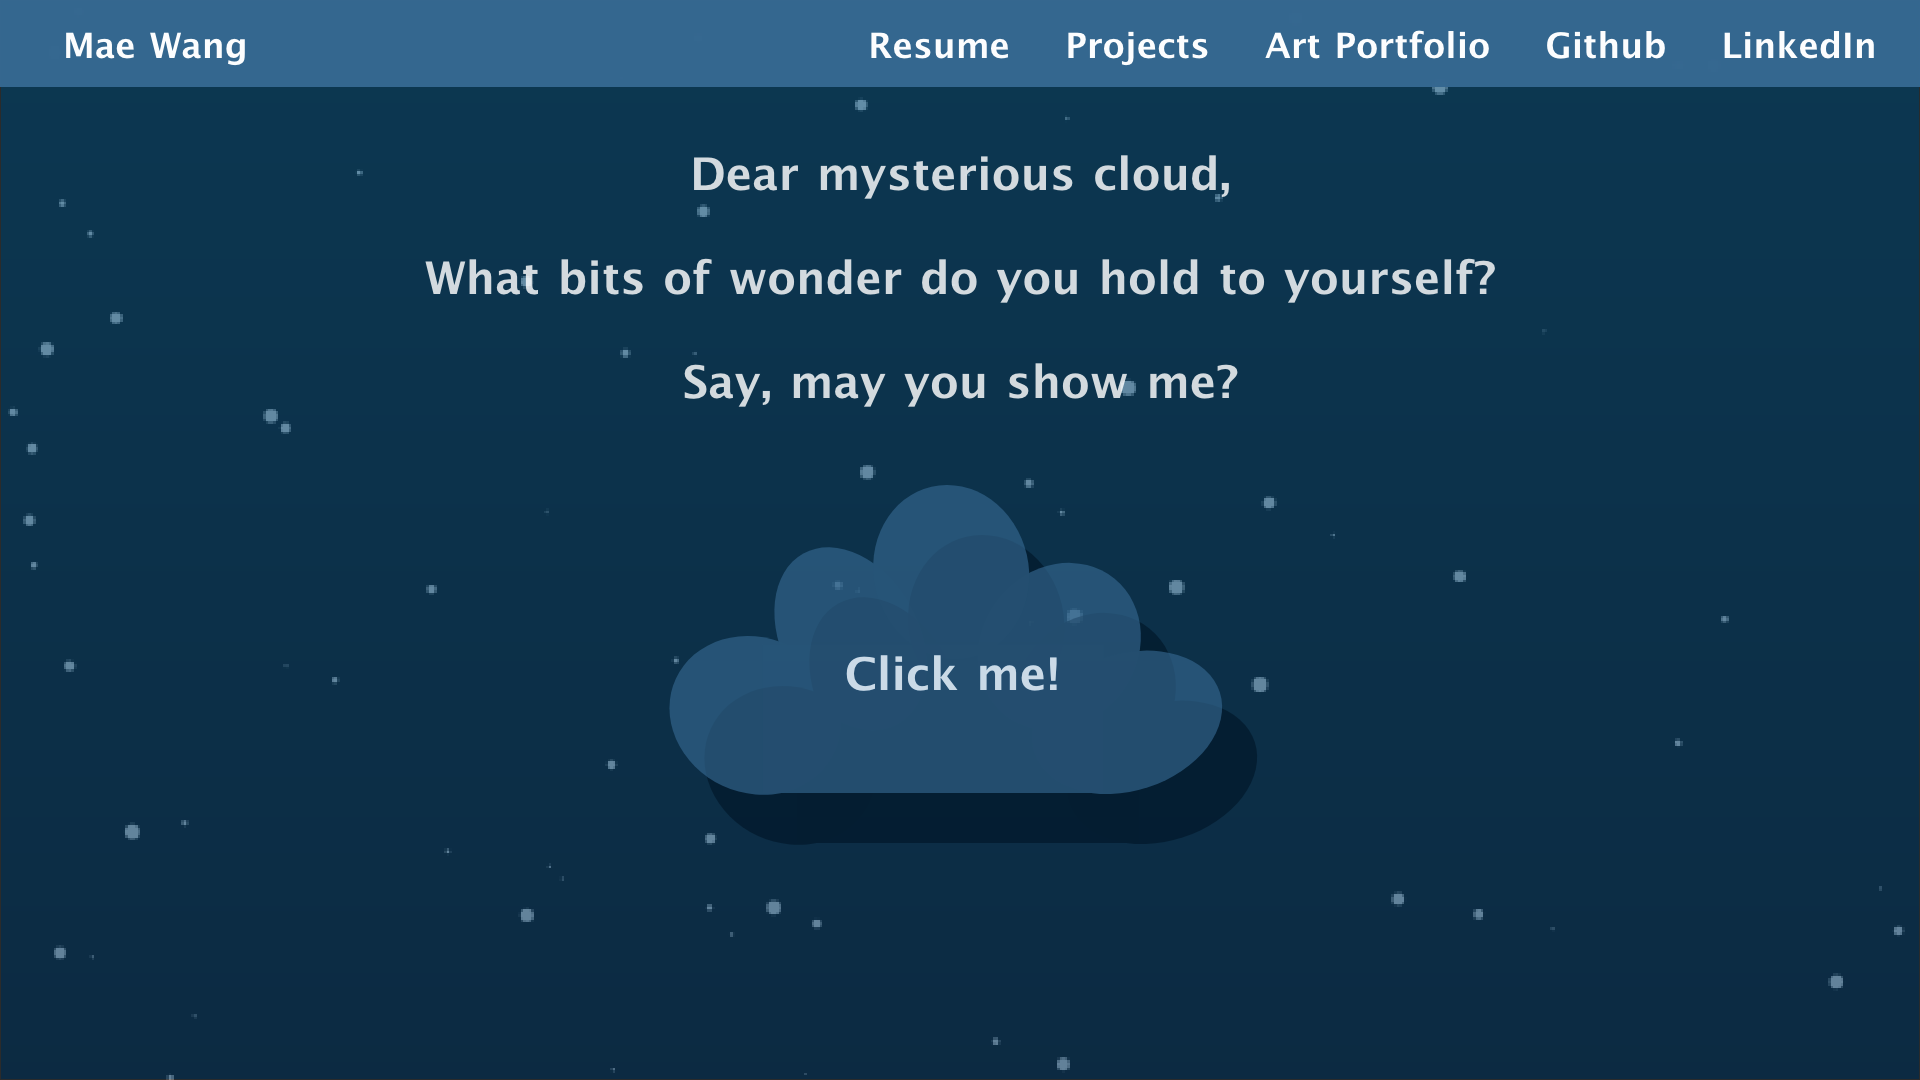 Mae Wang Resume Projects Art Portfolio Github LinkedIn
Dear mysterious cloud,
What bits of wonder do you hold to yourself?
Say, may you show me?
Click me!